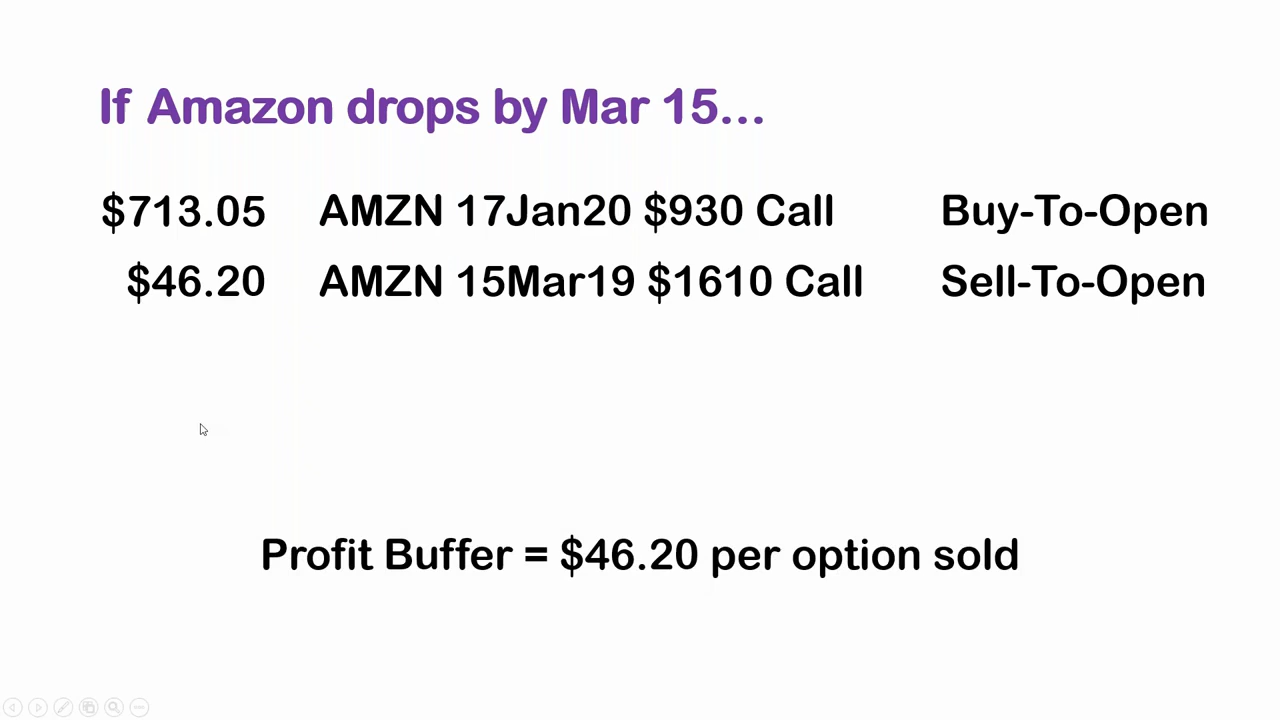 If Amazon drops by Mar 15...
$713.05 AMZN 17Jan20 $930 Call Buy-To-Open
$46.20 AMZN 15Mar19 $1610 Call Sell-To-Open
Profit Buffer = $46.20 per option sold